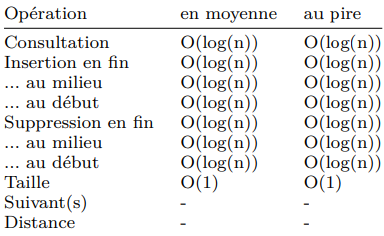 Opération en moyenne au pire
Consultation O(log(n)) O(log(n))
Insertion en fin O(log(n)) O(log(n))
... au milieu O(log(n)) O(log(n))
... au début O(log(n)) O(log(n))
Suppression en fin O(log(n)) O(log(n))
... au milieu O(log(n)) O(log(n))
... au début O(log(n)) O(log(n))
Taille O(1) O(1)
Suivant(s) - -
Distance - -